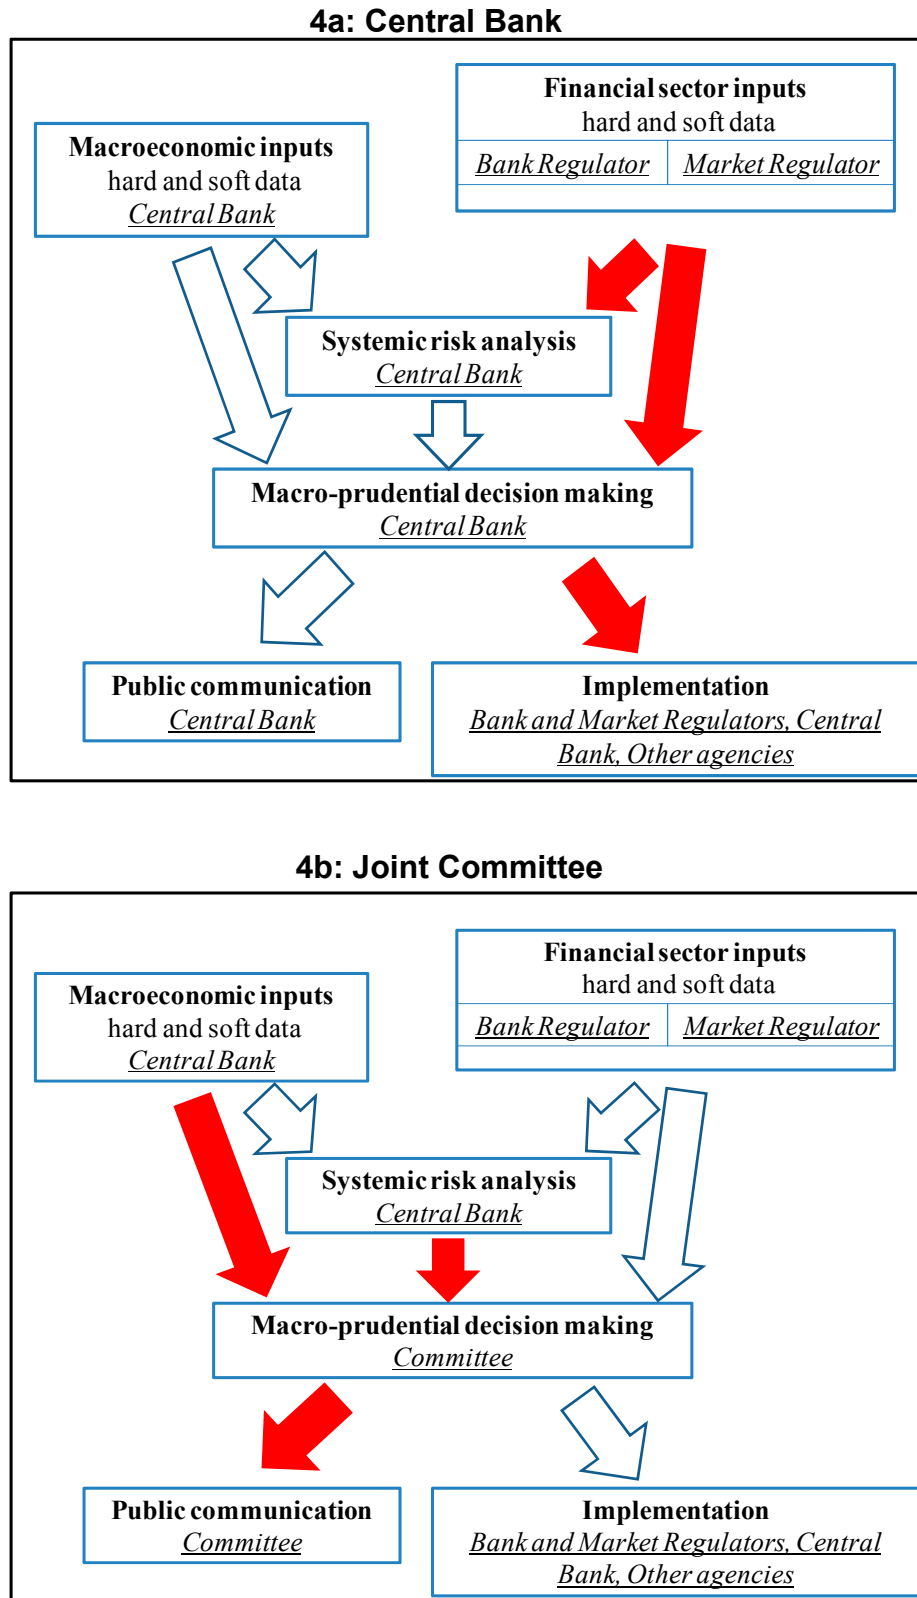 4a: Central Bank
Financial sector inputs
hard and soft data
Bank Regulator
Market Regulator
Macroeconomic inputs
hard and soft data
Central Bank
Systemic risk analysis
Central Bank
Macro-prudential decision making
Central Bank
Public communication
Central Bank
Implementation
Bank and Market Regulators, Central
Bank, Other agencies
4b: Joint Committee
Financial sector inputs
hard and soft data
Bank Regulator
Market Regulator
Macroeconomic inputs
hard and soft data
Central Bank
Systemic risk analysis
Central Bank
Macro-prudential decision making
Committee
Public communication
Committee
Implementation
Bank and Market Regulators, Central
Bank, Other agencies